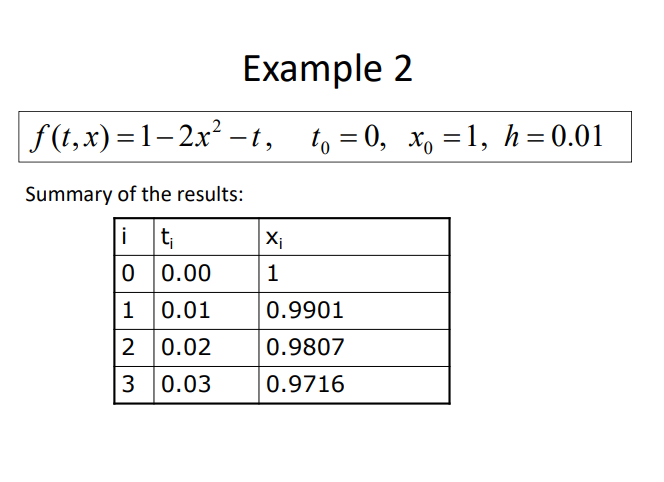 Example 2
f(t,x) = 1 − 2x² − t,   t₀ = 0,  x₀ = 1,  h = 0.01
Summary of the results:
i tᵢ xᵢ
0 0.00 1
1 0.01 0.9901
2 0.02 0.9807
3 0.03 0.9716